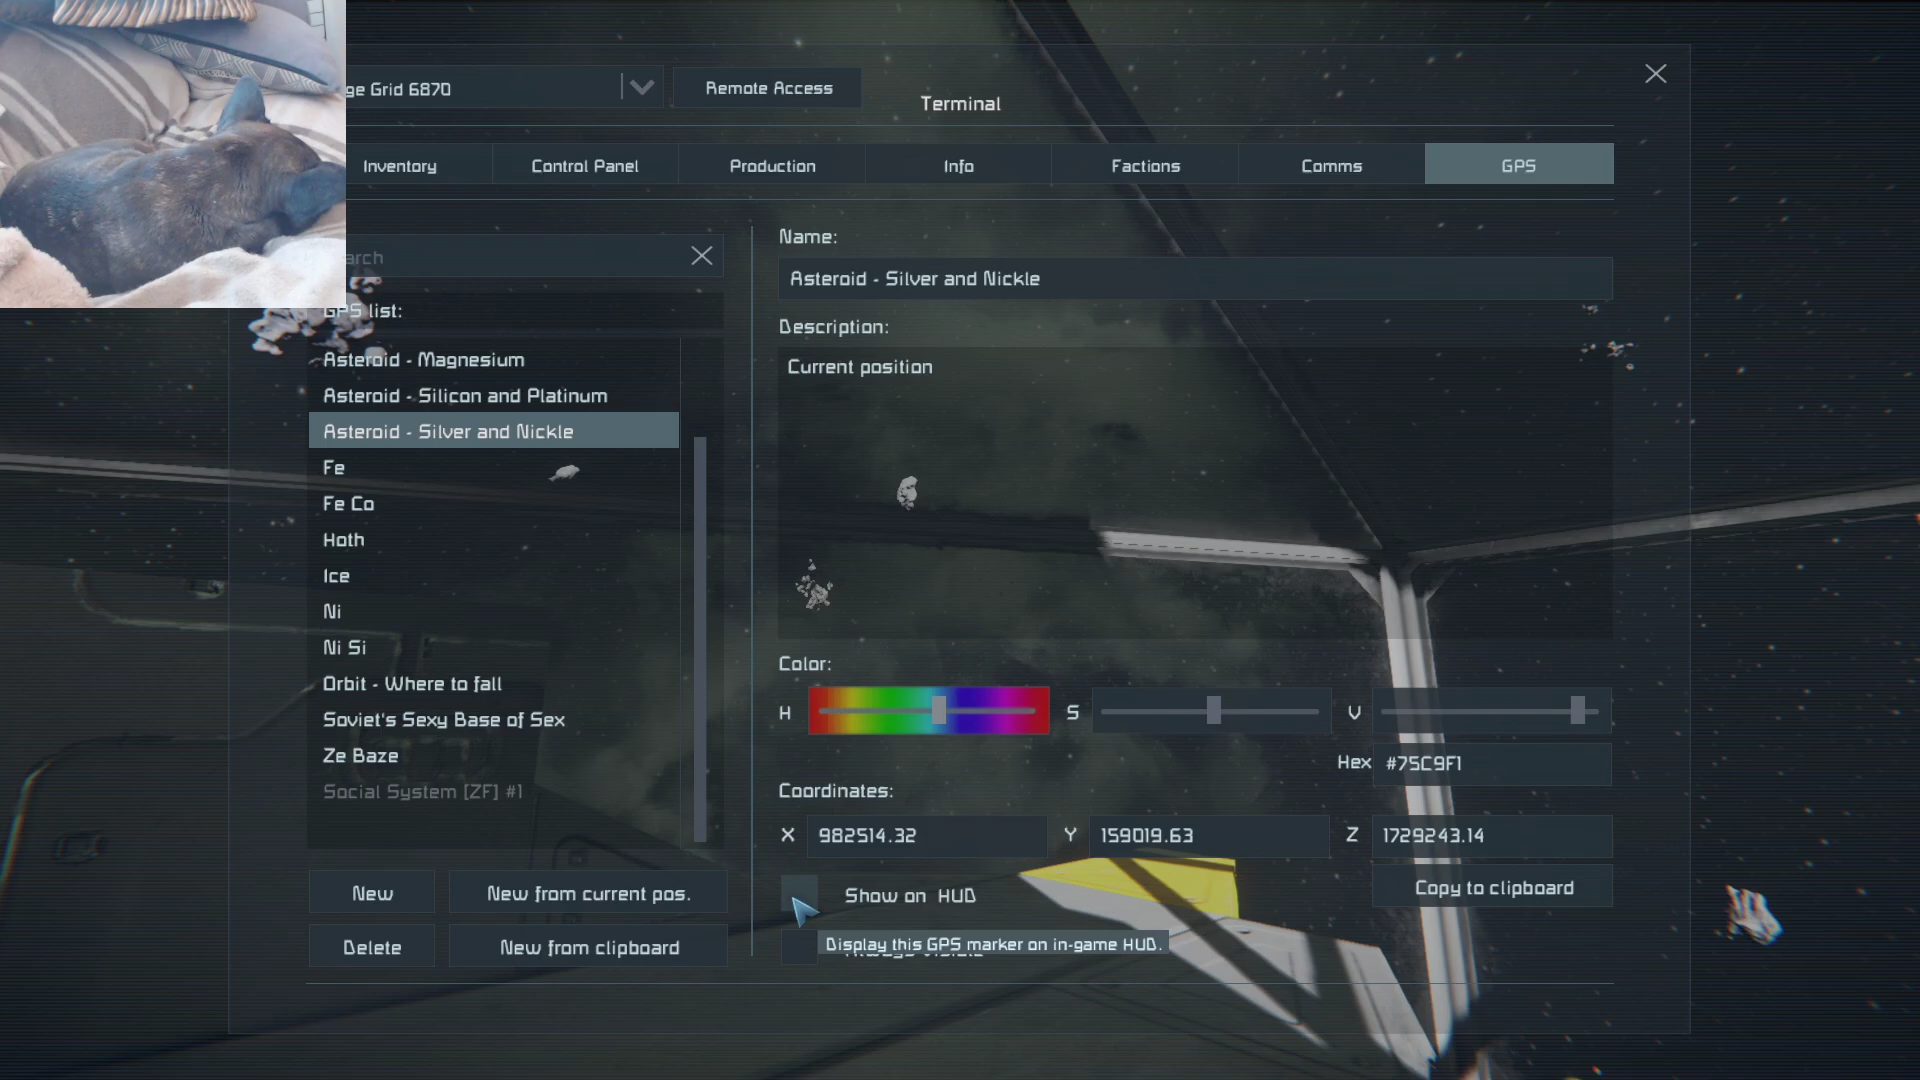 ge Grid 6870
Remote Access
Terminal
Inventory
Control Panel
Production
Info
Factions
Comms
GPS
arch
GPS list:
Asteroid - Magnesium
Asteroid - Silicon and Platinum
Asteroid - Silver and Nickle
Fe
Fe Co
Hoth
Ice
Ni
Ni Si
Orbit - Where to fall
Soviet's Sexy Base of Sex
Ze Baze
Social System [ZF] #1
New
New from current pos.
Delete
New from clipboard
Name:
Asteroid - Silver and Nickle
Description:
Current position
Color:
H
S
V
Hex #75C9F1
Coordinates:
X 982514.32
Y 159019.63
Z 1729243.14
Copy to clipboard
Show on HUD
Display this GPS marker on in-game HUD.